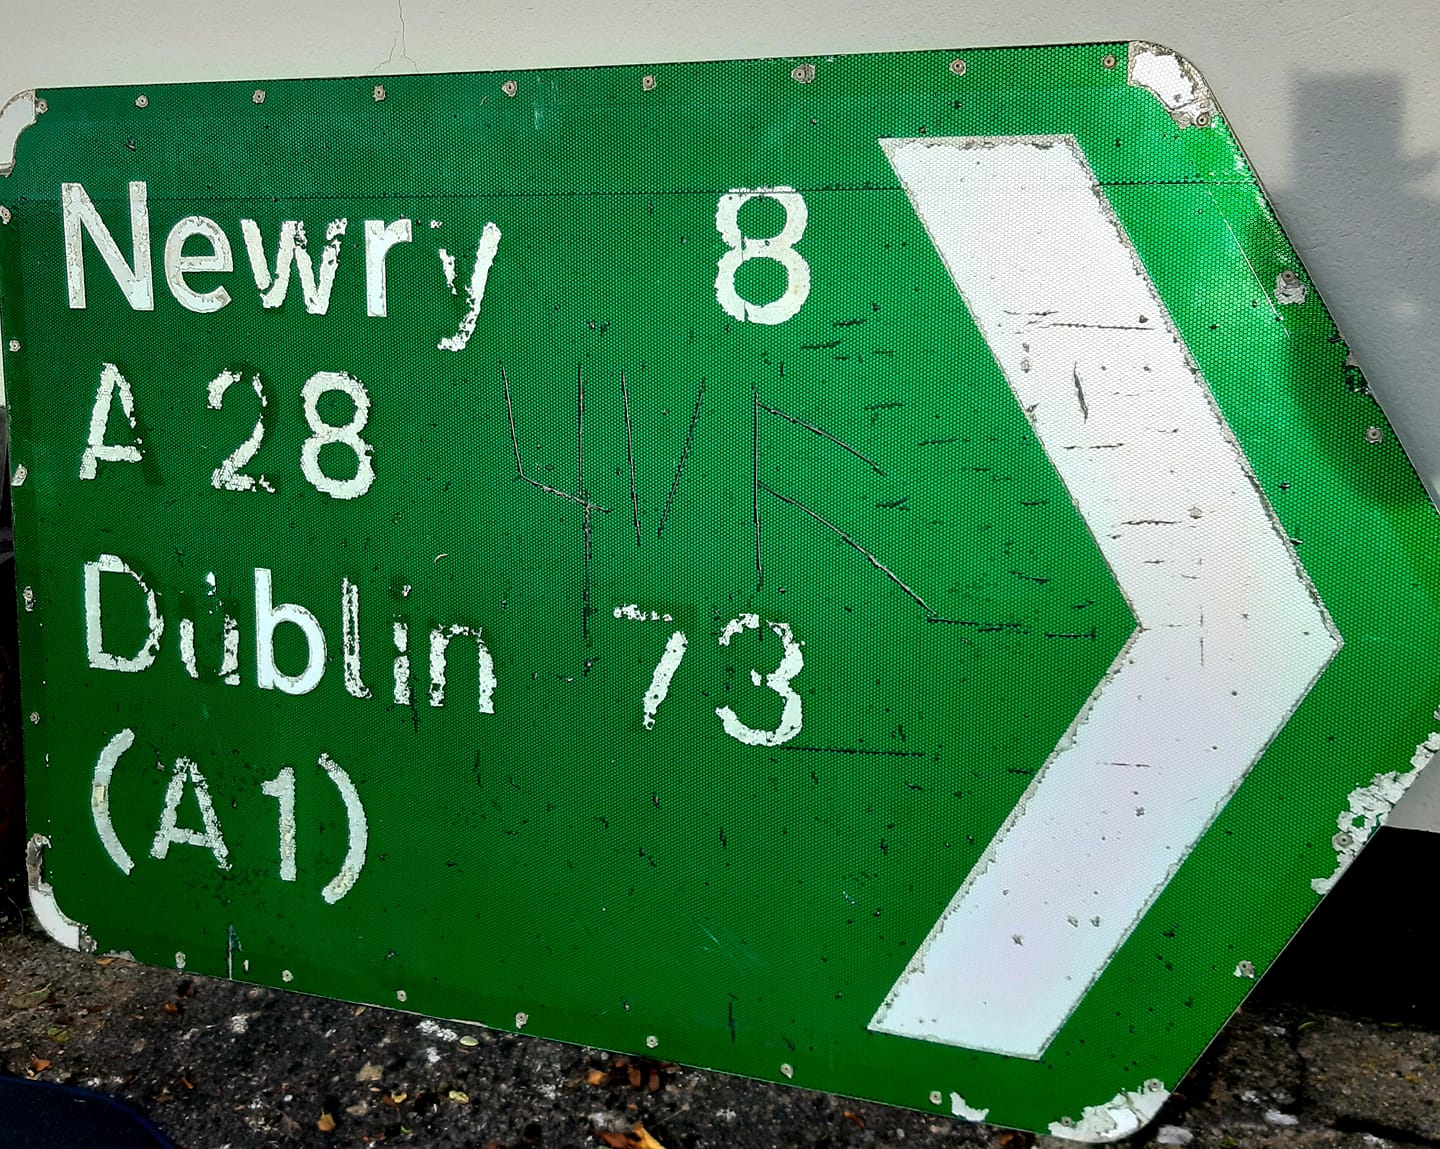 Newry 8
A 28
Dublin 73
(A1)